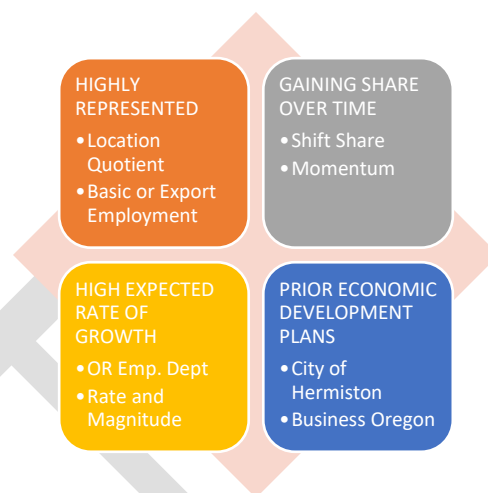 HIGHLY
REPRESENTED
•Location
Quotient
•Basic or Export
Employment
GAINING SHARE
OVER TIME
•Shift Share
•Momentum
HIGH EXPECTED
RATE OF
GROWTH
•OR Emp. Dept
•Rate and
Magnitude
PRIOR ECONOMIC
DEVELOPMENT
PLANS
•City of
Hermiston
•Business Oregon